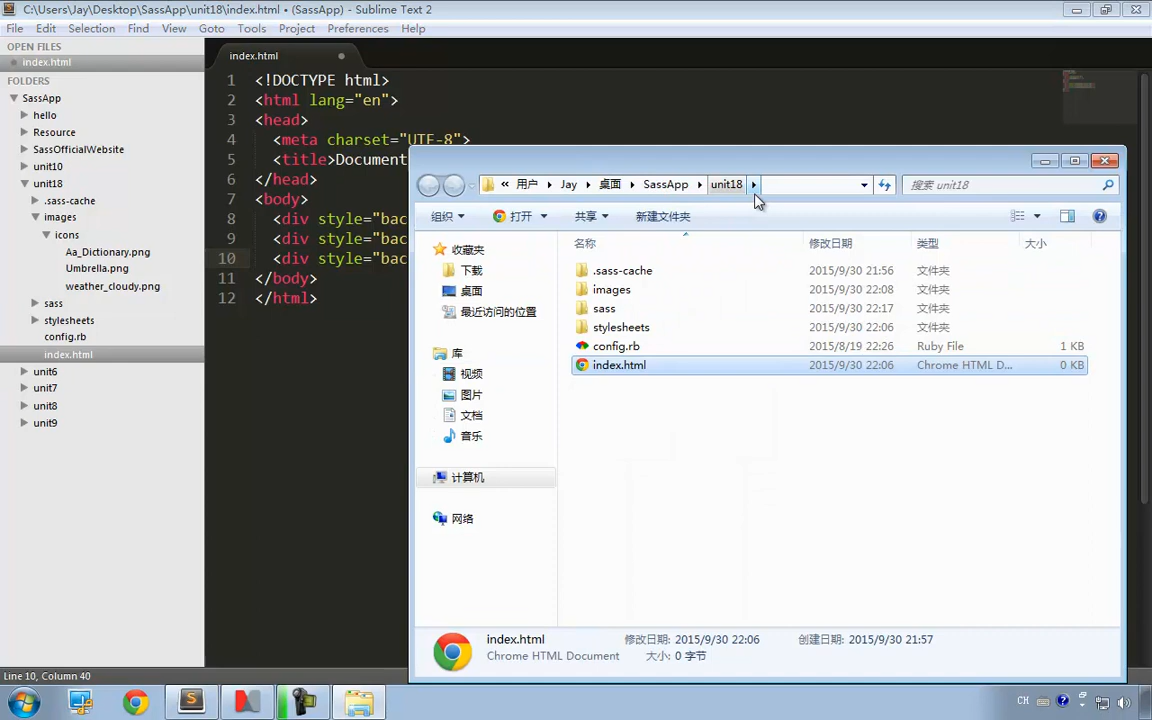 C:\Users\Jay\Desktop\SassApp\unit18\index.html • (SassApp) - Sublime Text 2
File Edit Selection Find View Goto Tools Project Preferences Help
OPEN FILES
index.html
FOLDERS
SassApp
hello
Resource
SassOfficialWebsite
unit10
unit18
.sass-cache
images
icons
Aa_Dictionary.png
Umbrella.png
weather_cloudy.png
sass
stylesheets
config.rb
index.html
unit6
unit7
unit8
unit9
index.html
1 <!DOCTYPE html>
2 <html lang="en">
3 <head>
4 <meta charset="UTF-8">
5 <title>Document
6 </head>
7 <body>
8 <div style="bac
9 <div style="bac
10 <div style="bac
11 </body>
12 </html>
« 用户 Jay 桌面 SassApp unit18
搜索 unit18
组织 打开 共享 新建文件夹
收藏夹
下载
桌面
最近访问的位置
库
视频
图片
文档
音乐
计算机
网络
名称 修改日期 类型 大小
.sass-cache 2015/9/30 21:56 文件夹
images 2015/9/30 22:08 文件夹
sass 2015/9/30 22:17 文件夹
stylesheets 2015/9/30 22:06 文件夹
config.rb 2015/8/19 22:26 Ruby File 1 KB
index.html 2015/9/30 22:06 Chrome HTML D... 0 KB
index.html 修改日期: 2015/9/30 22:06 创建日期: 2015/9/30 21:57
Chrome HTML Document 大小: 0 字节
Line 10, Column 40
CH